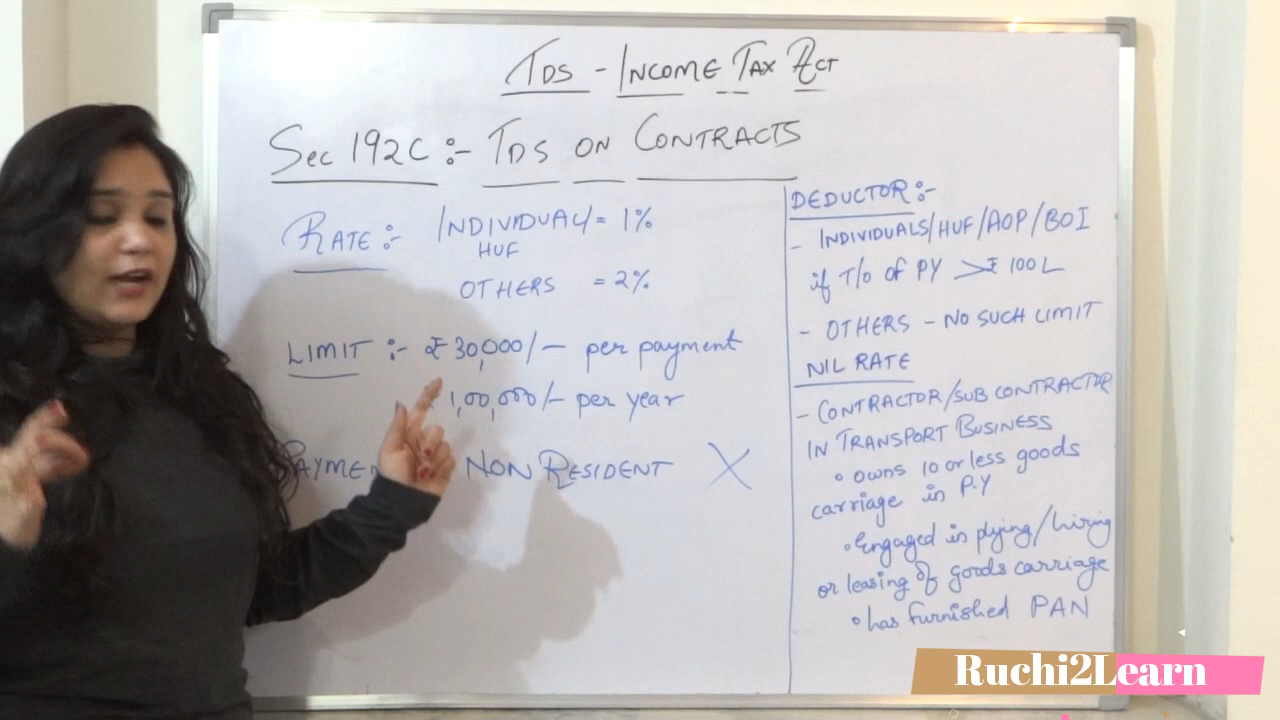 TDS - INCOME TAX ACT
SEC 192C :- TDS ON CONTRACTS
RATE :- INDIVIDUAL/ = 1%
HUF
OTHERS = 2%
LIMIT :- ₹ 30,000/- per payment
1,00,000/- per year
PAYMEN NON RESIDENT X
DEDUCTOR :-
- INDIVIDUALS/HUF/AOP/BOI
if T/o of PY > ₹ 100 L
- OTHERS - NO SUCH LIMIT
NIL RATE
- CONTRACTOR/SUB CONTRACTOR
IN TRANSPORT BUSINESS
• owns 10 or less goods
carriage in P.Y
• Engaged in plying/hiring
or leasing of goods carriage
• has furnished PAN
Ruchi2Learn